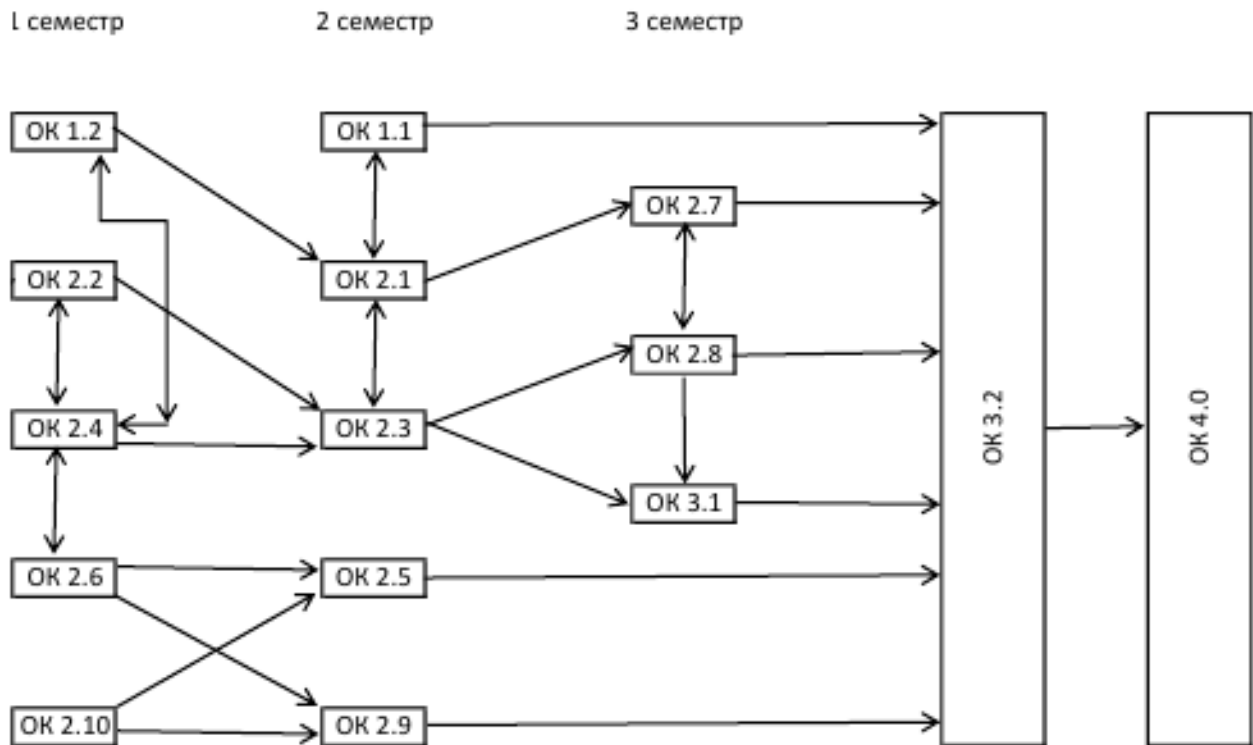 1 семестр 2 семестр 3 семестр
ОК 1.2 ОК 1.1
ОК 2.7
ОК 2.2 ОК 2.1
ОК 2.8
ОК 2.4 ОК 2.3
ОК 3.2
ОК 4.0
ОК 3.1
ОК 2.6 ОК 2.5
ОК 2.10 ОК 2.9